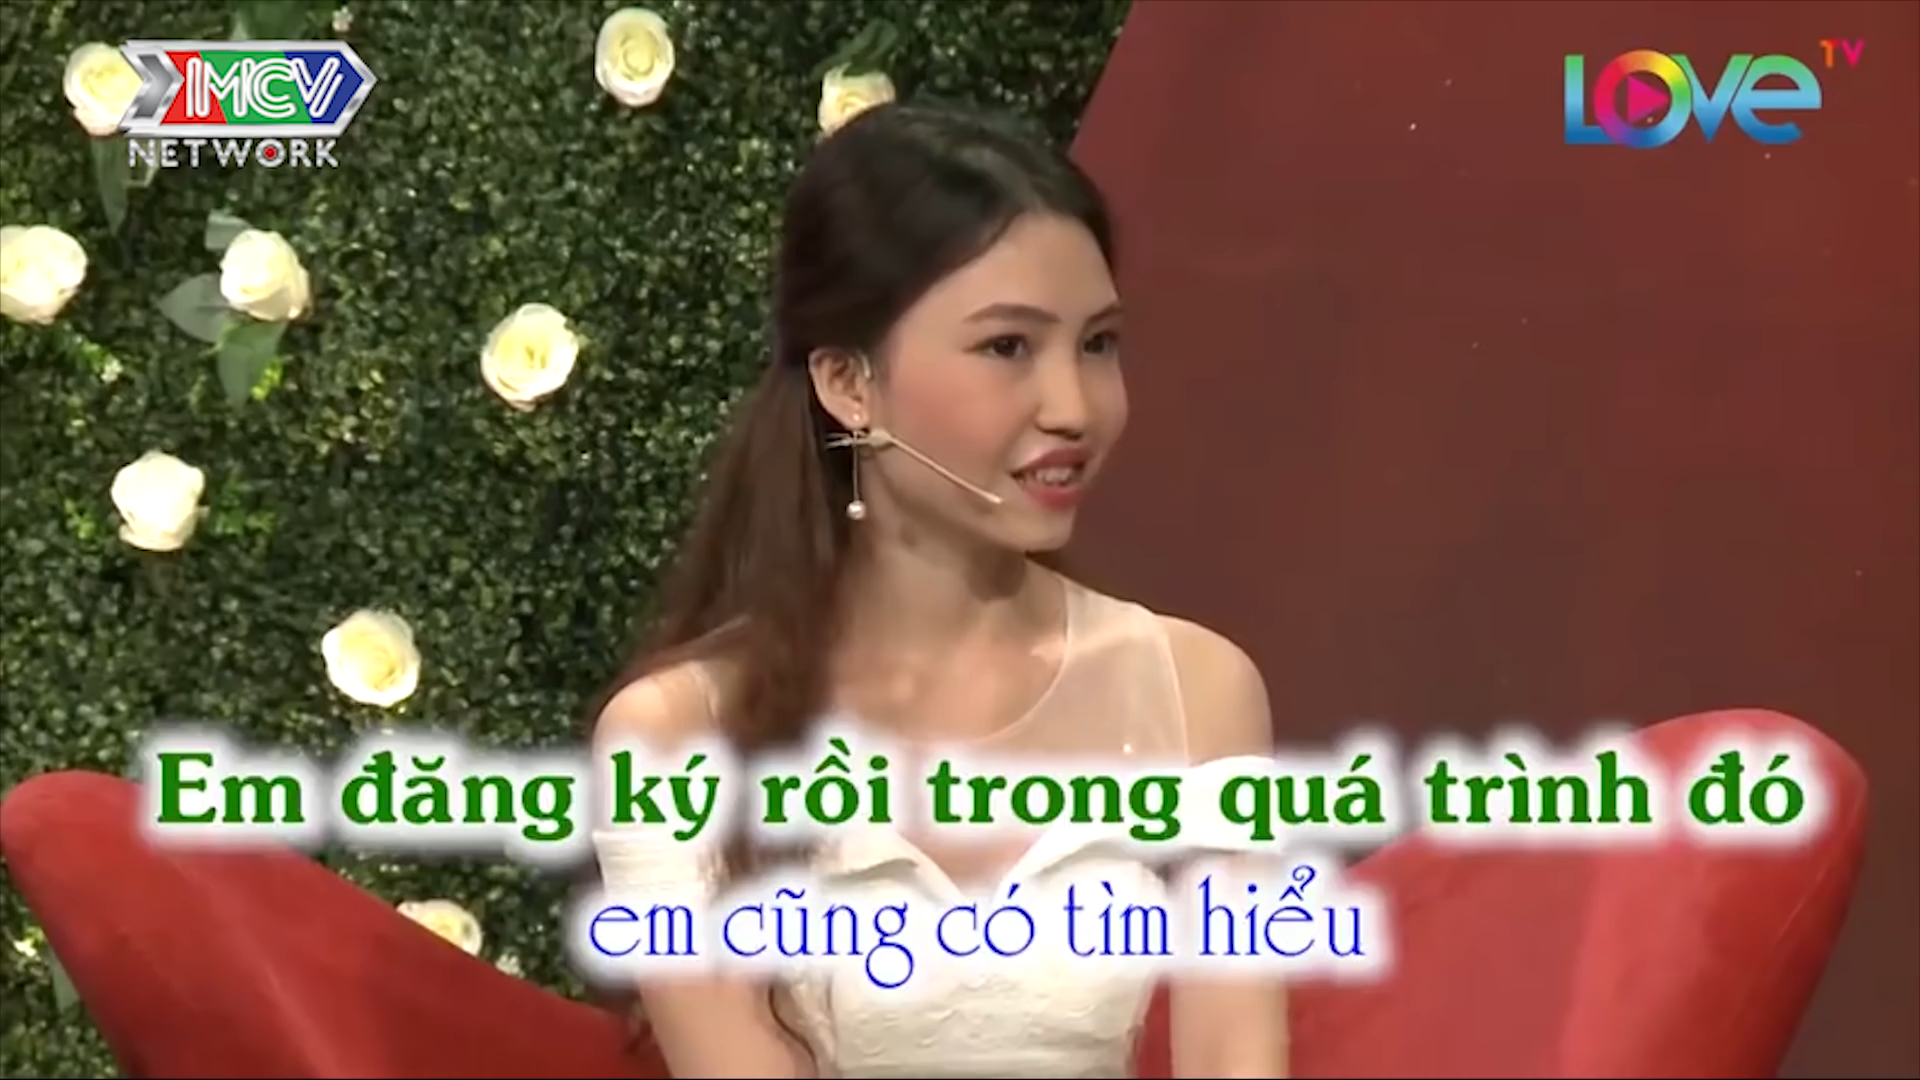 MCV
NETWORK
LOVE TV
Em đăng ký rồi trong quá trình đó
em cũng có tìm hiểu